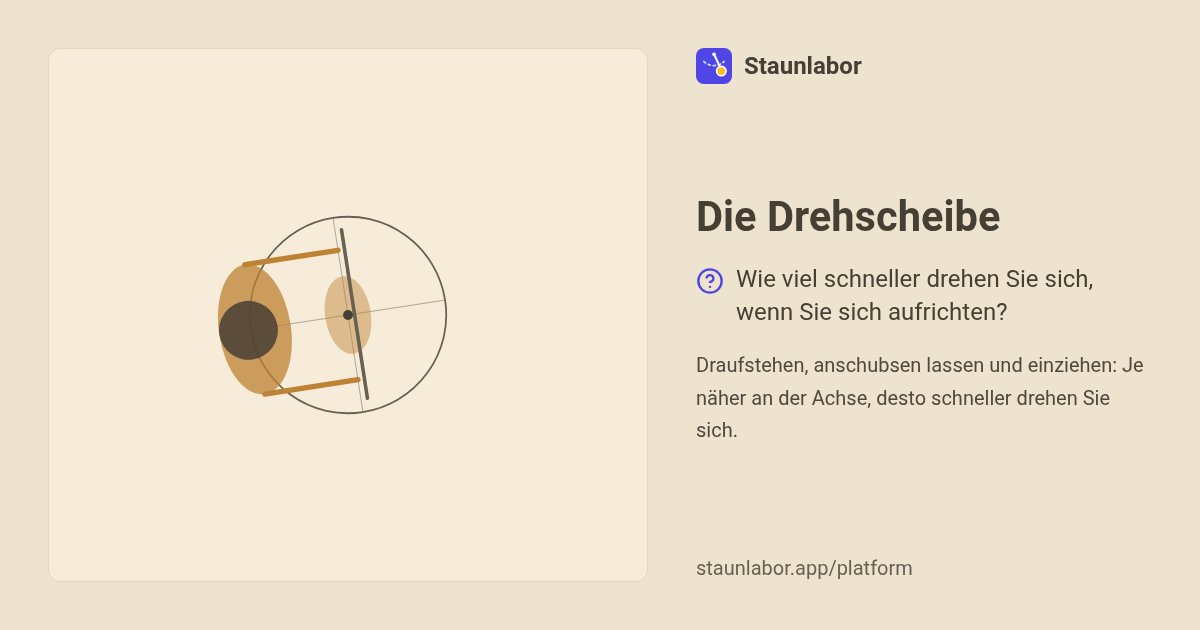 Staunlabor
Die Drehscheibe
Wie viel schneller drehen Sie sich,
wenn Sie sich aufrichten?
Draufstehen, anschubsen lassen und einziehen: Je
näher an der Achse, desto schneller drehen Sie
sich.
staunlabor.app/platform